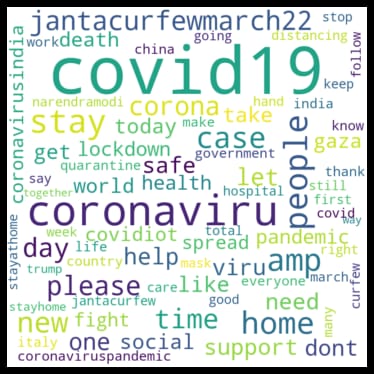 jantacurfewmarch22
stop
work death
going
distancing
china
covid19
follow
coronavirusindia
narendramodi corona hand india keep
stay today make take know
case
people
get lockdown government gaza
quarantine safe let
say world health hospital still thank
first
coronaviru
covid way
together
week covidiot total pandemic
day life spread right
stayathome
trump country help mask viru amp march curfew
please care like everyone need
stayhome jantacurfew good
many
new fight time home
italy one social support dont
coronaviruspandemic